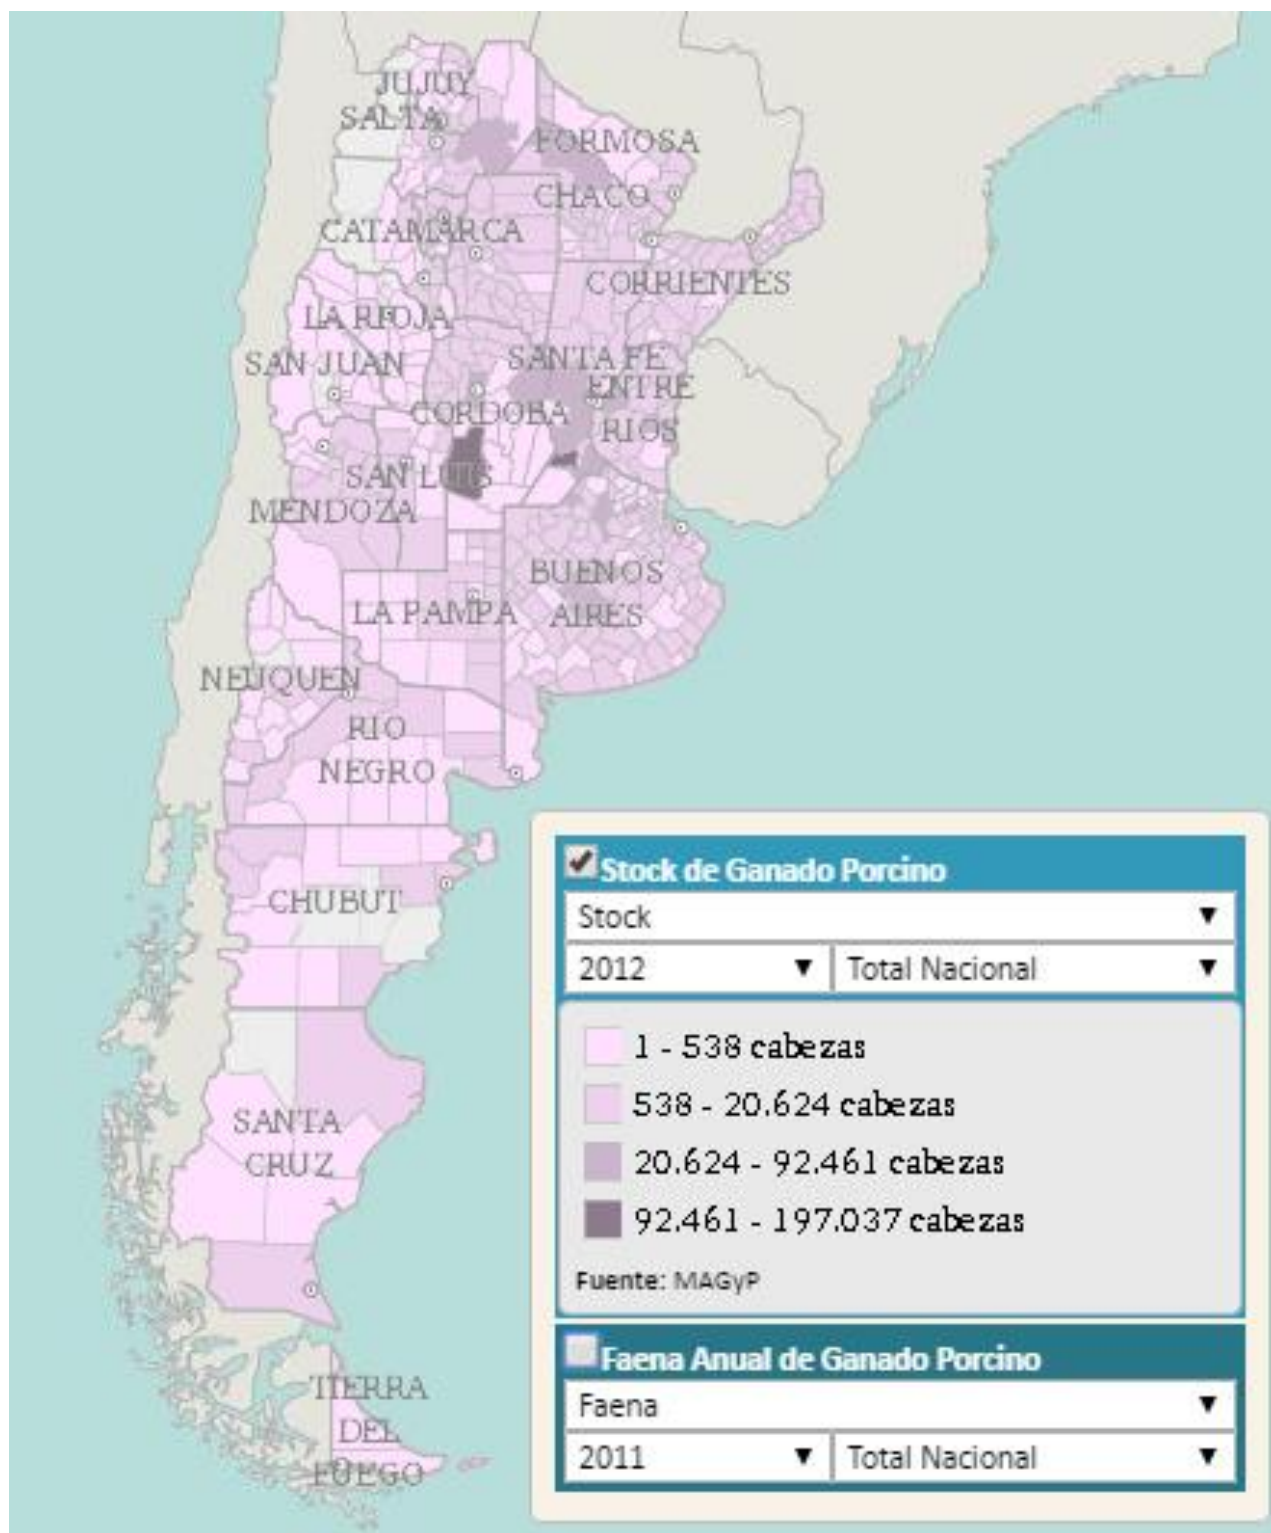 JUJUY
SALTA
FORMOSA
CHACO
CATAMARCA
CORRIENTES
LA RIOJA
SANTA FE
SAN JUAN
ENTRE
CORDOBA
RIOS
SAN LUIS
MENDOZA
BUENOS
LA PAMPA
AIRES
NEUQUEN
RIO
NEGRO
CHUBUT
SANTA
CRUZ
TIERRA
DEL
FUEGO
Stock de Ganado Porcino
Stock
2012
Total Nacional
1 - 538 cabezas
538 - 20.624 cabezas
20.624 - 92.461 cabezas
92.461 - 197.037 cabezas
Fuente: MAGyP
Faena Anual de Ganado Porcino
Faena
2011
Total Nacional